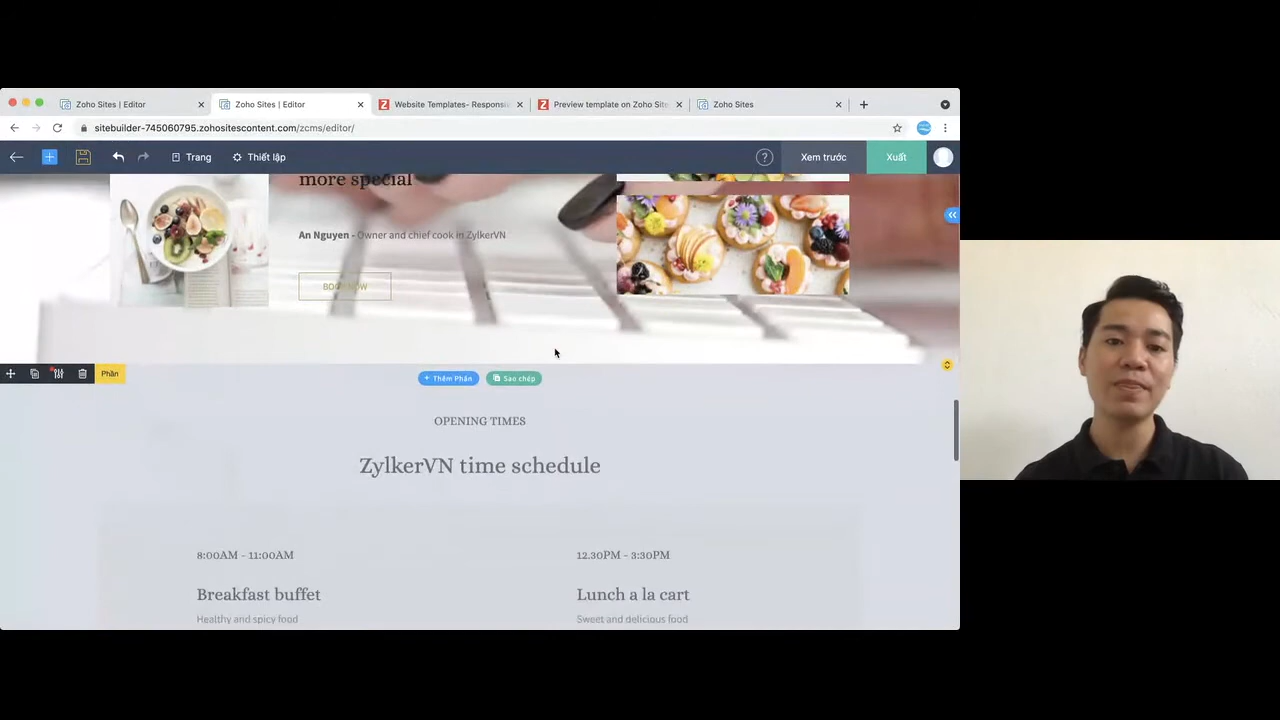 Zoho Sites | Editor
Zoho Sites | Editor
Website Templates- Responsi
Preview template on Zoho Site
Zoho Sites
sitebuilder-745060795.zohositescontent.com/zcms/editor/
Trang
Thiết lập
?
Xem trước
Xuất
more special
An Nguyen - Owner and chief cook in ZylkerVN
BOOK NOW
Phần
+ Thêm Phần
Sao chép
OPENING TIMES
ZylkerVN time schedule
8:00AM - 11:00AM
12.30PM - 3:30PM
Breakfast buffet
Lunch a la cart
Healthy and spicy food
Sweet and delicious food